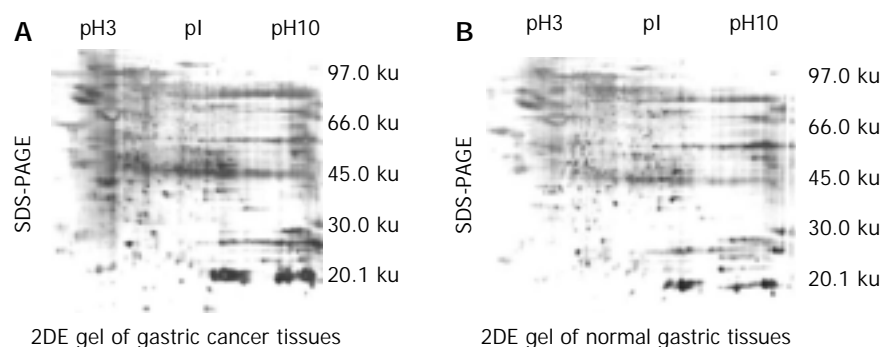 A
pH3 pI pH10
97.0 ku
66.0 ku
45.0 ku
30.0 ku
20.1 ku
SDS-PAGE
2DE gel of gastric cancer tissues
B
pH3 pI pH10
97.0 ku
66.0 ku
45.0 ku
30.0 ku
20.1 ku
SDS-PAGE
2DE gel of normal gastric tissues